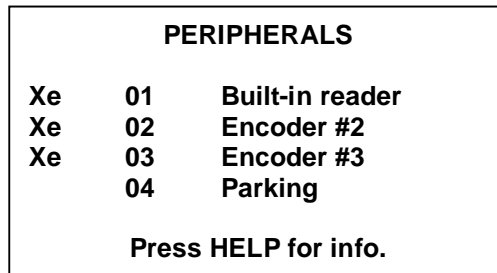 PERIPHERALS
Xe 01 Built-in reader
Xe 02 Encoder #2
Xe 03 Encoder #3
04 Parking
Press HELP for info.